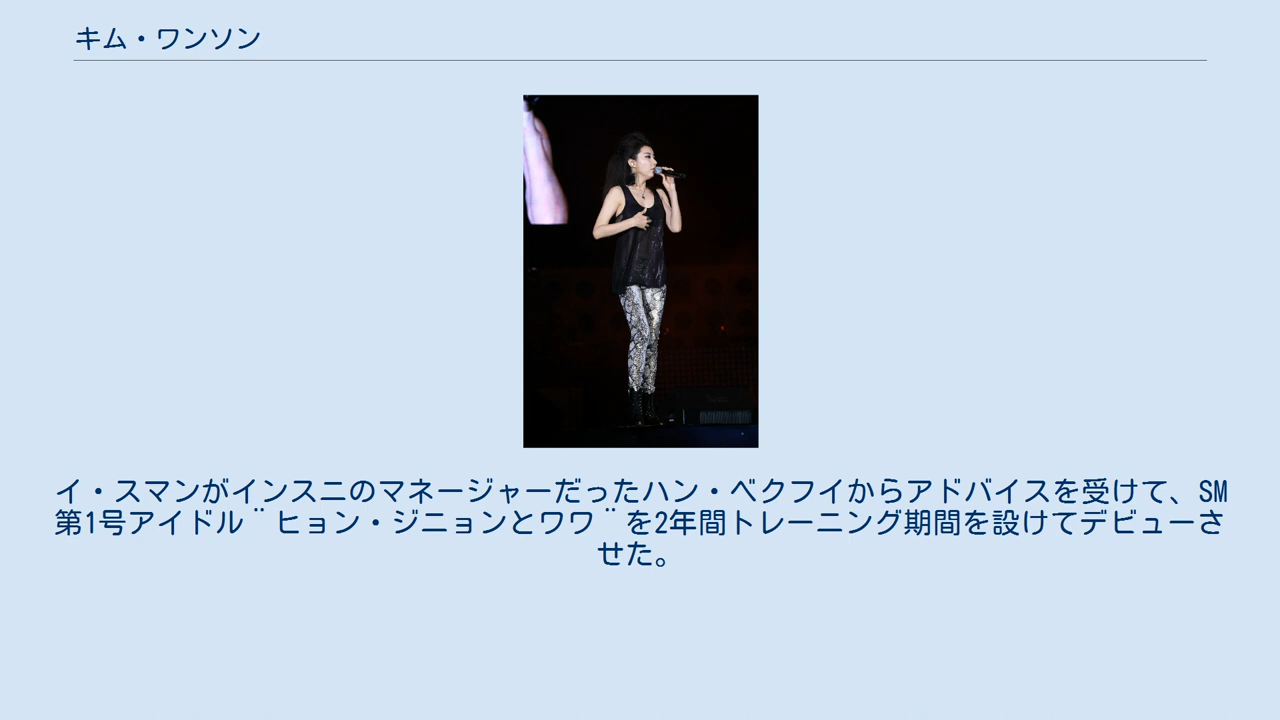 キム・ワンソン
イ・スマンがインスニのマネージャーだったハン・ベクフイからアドバイスを受けて、SM
第1号アイドル¨ヒョン・ジニョンとワワ¨を2年間トレーニング期間を設けてデビューさ
せた。